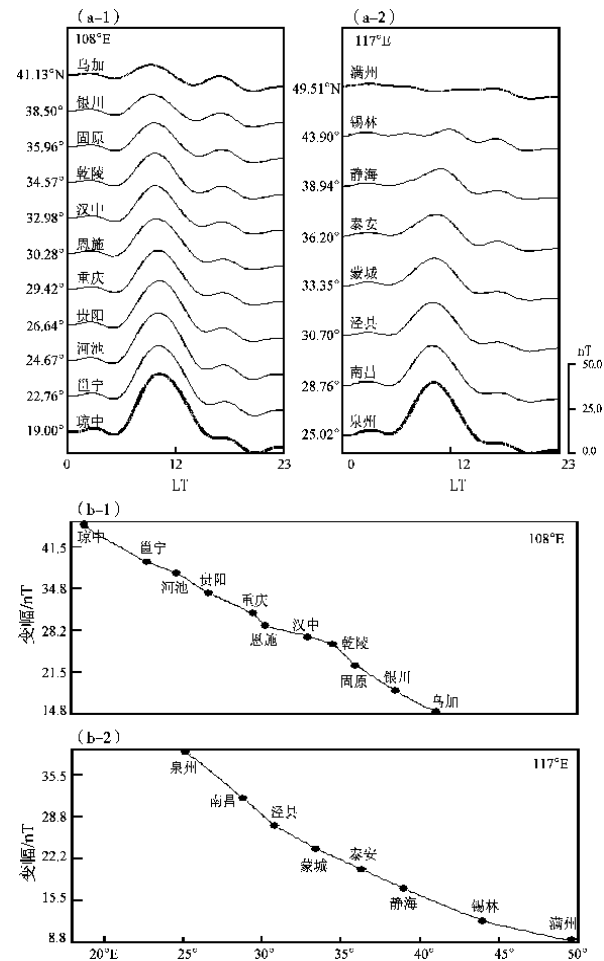 (a-1)
108°E
乌加
41.13°N
银川
38.50°
固原
35.96°
乾陵
34.57°
汉中
32.98°
恩施
30.28°
重庆
29.42°
贵阳
26.64°
河池
24.67°
邕宁
22.76°
琼中
19.00°
0 12 23
LT
(a-2)
117°E
满州
49.51°N
锡林
43.90°
静海
38.94°
泰安
36.20°
蒙城
33.35°
泾县
30.70°
南昌
28.76°
泉州
25.02°
0 12 23
LT
nT
50.0
25.0
0.0
(b-1)
108°E
变幅/nT
41.5
34.8
28.2
21.5
14.8
琼中
邕宁
河池
贵阳
重庆
恩施
汉中
乾陵
固原
银川
乌加
(b-2)
117°E
变幅/nT
35.5
28.8
22.2
15.5
8.8
泉州
南昌
泾县
蒙城
泰安
静海
锡林
满州
20°E 25° 30° 35° 40° 45° 50°